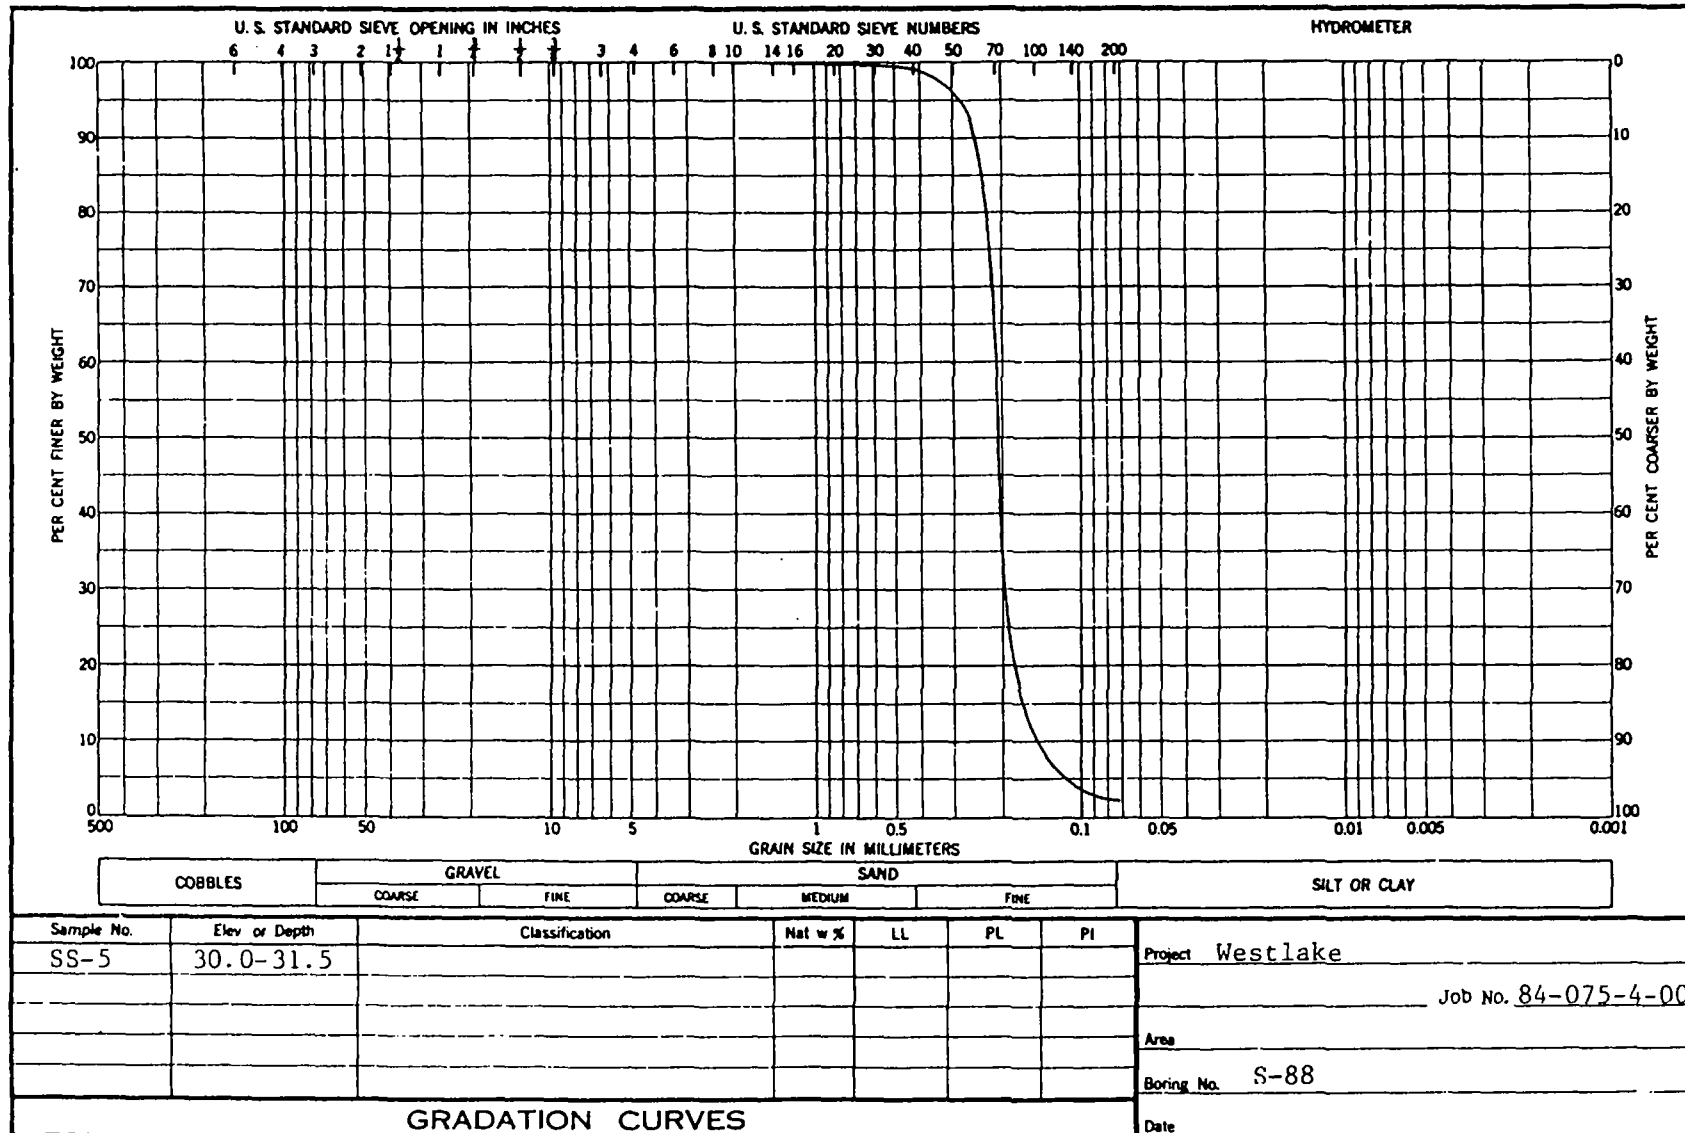 U. S. STANDARD SIEVE OPENING IN INCHES U. S. STANDARD SIEVE NUMBERS HYDROMETER
6 4 3 2 1½ 1 3 4 6 8 10 14 16 20 30 40 50 70 100 140 200
100 0
90 10
80 20
70 30
60 40
50 50
40 60
30 70
20 80
10 90
0 100
PER CENT FINER BY WEIGHT
PER CENT COARSER BY WEIGHT
500 100 50 10 5 1 0.5 0.1 0.05 0.01 0.005 0.001
GRAIN SIZE IN MILLIMETERS
COBBLES GRAVEL SAND SILT OR CLAY
COARSE FINE COARSE MEDIUM FINE
Sample No. Elev or Depth Classification Nat w % LL PL PI
SS-5 30.0-31.5
Project Westlake
Job No. 84-075-4-00
Area
Boring No. S-88
Date
GRADATION CURVES